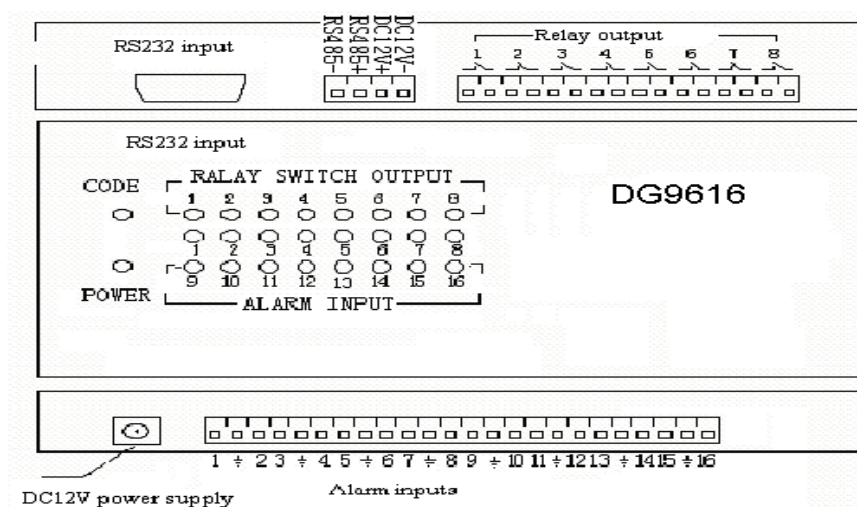 RS232 input
RS485-
RS485+
DC12V+
DC12V-
Relay output
1 2 3 4 5 6 7 8
RS232 input
CODE
RALAY SWITCH OUTPUT
1 2 3 4 5 6 7 8
DG9616
1 2 3 4 5 6 7 8
9 10 11 12 13 14 15 16
POWER
ALARM INPUT
1 ÷ 2 3 ÷ 4 5 ÷ 6 7 ÷ 8 9 ÷ 10 11 ÷ 12 13 ÷ 14 15 ÷ 16
DC12V power supply
Alarm inputs